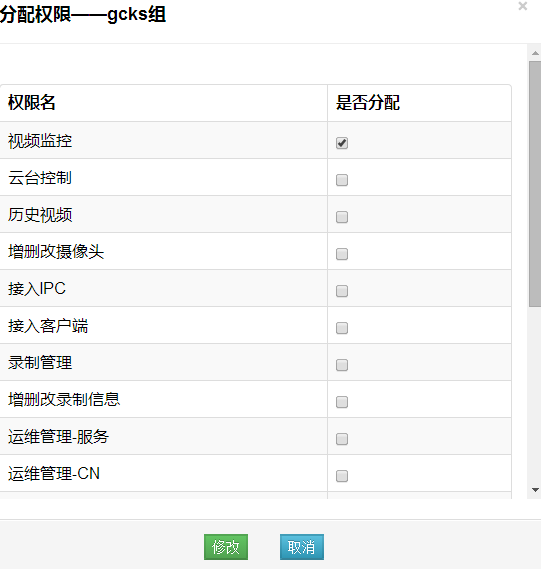 分配权限——gcks组
×
权限名 是否分配
视频监控
云台控制
历史视频
增删改摄像头
接入IPC
接入客户端
录制管理
增删改录制信息
运维管理-服务
运维管理-CN
修改 取消